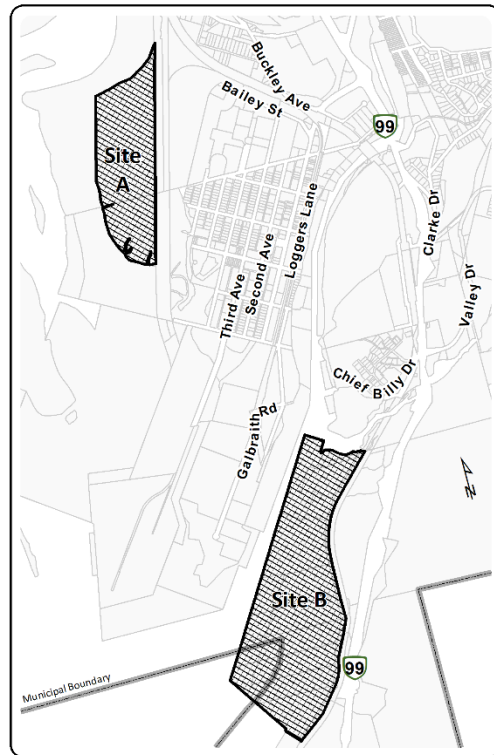 Buckley Ave
Bailey St
99
Site
A
Loggers Lane
Clarke Dr
Second Ave
Third Ave
Valley Dr
Chief Billy Dr
Galbraith Rd
N
Site B
99
Municipal Boundary